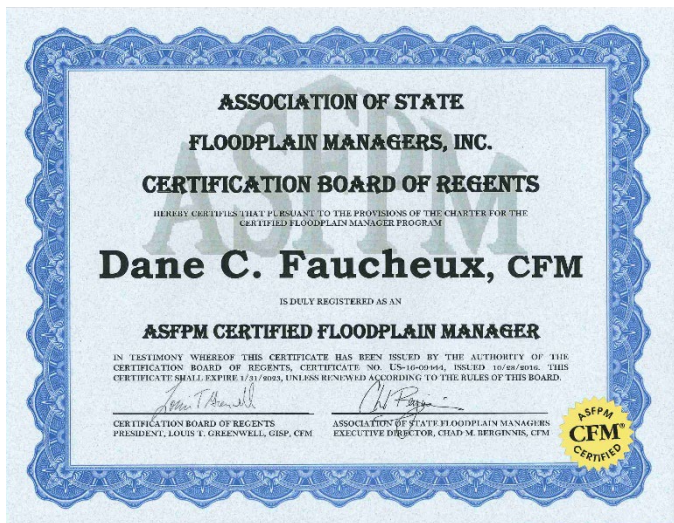 ASFPM
ASSOCIATION OF STATE
FLOODPLAIN MANAGERS, INC.
CERTIFICATION BOARD OF REGENTS
HEREBY CERTIFIES THAT PURSUANT TO THE PROVISIONS OF THE CHARTER FOR THE
CERTIFIED FLOODPLAIN MANAGER PROGRAM
Dane C. Faucheux, CFM
IS DULY REGISTERED AS AN
ASFPM CERTIFIED FLOODPLAIN MANAGER
IN TESTIMONY WHEREOF THIS CERTIFICATE HAS BEEN ISSUED BY THE AUTHORITY OF THE
CERTIFICATION BOARD OF REGENTS, CERTIFICATE NO. US-16-09444, ISSUED 10/28/2016. THIS
CERTIFICATE SHALL EXPIRE 1/31/2023, UNLESS RENEWED ACCORDING TO THE RULES OF THIS BOARD.
CERTIFICATION BOARD OF REGENTS
PRESIDENT, LOUIS T. GREENWELL, GISP, CFM
ASSOCIATION OF STATE FLOODPLAIN MANAGERS
EXECUTIVE DIRECTOR, CHAD M. BERGINNIS, CFM
ASFPM
CFM®
CERTIFIED